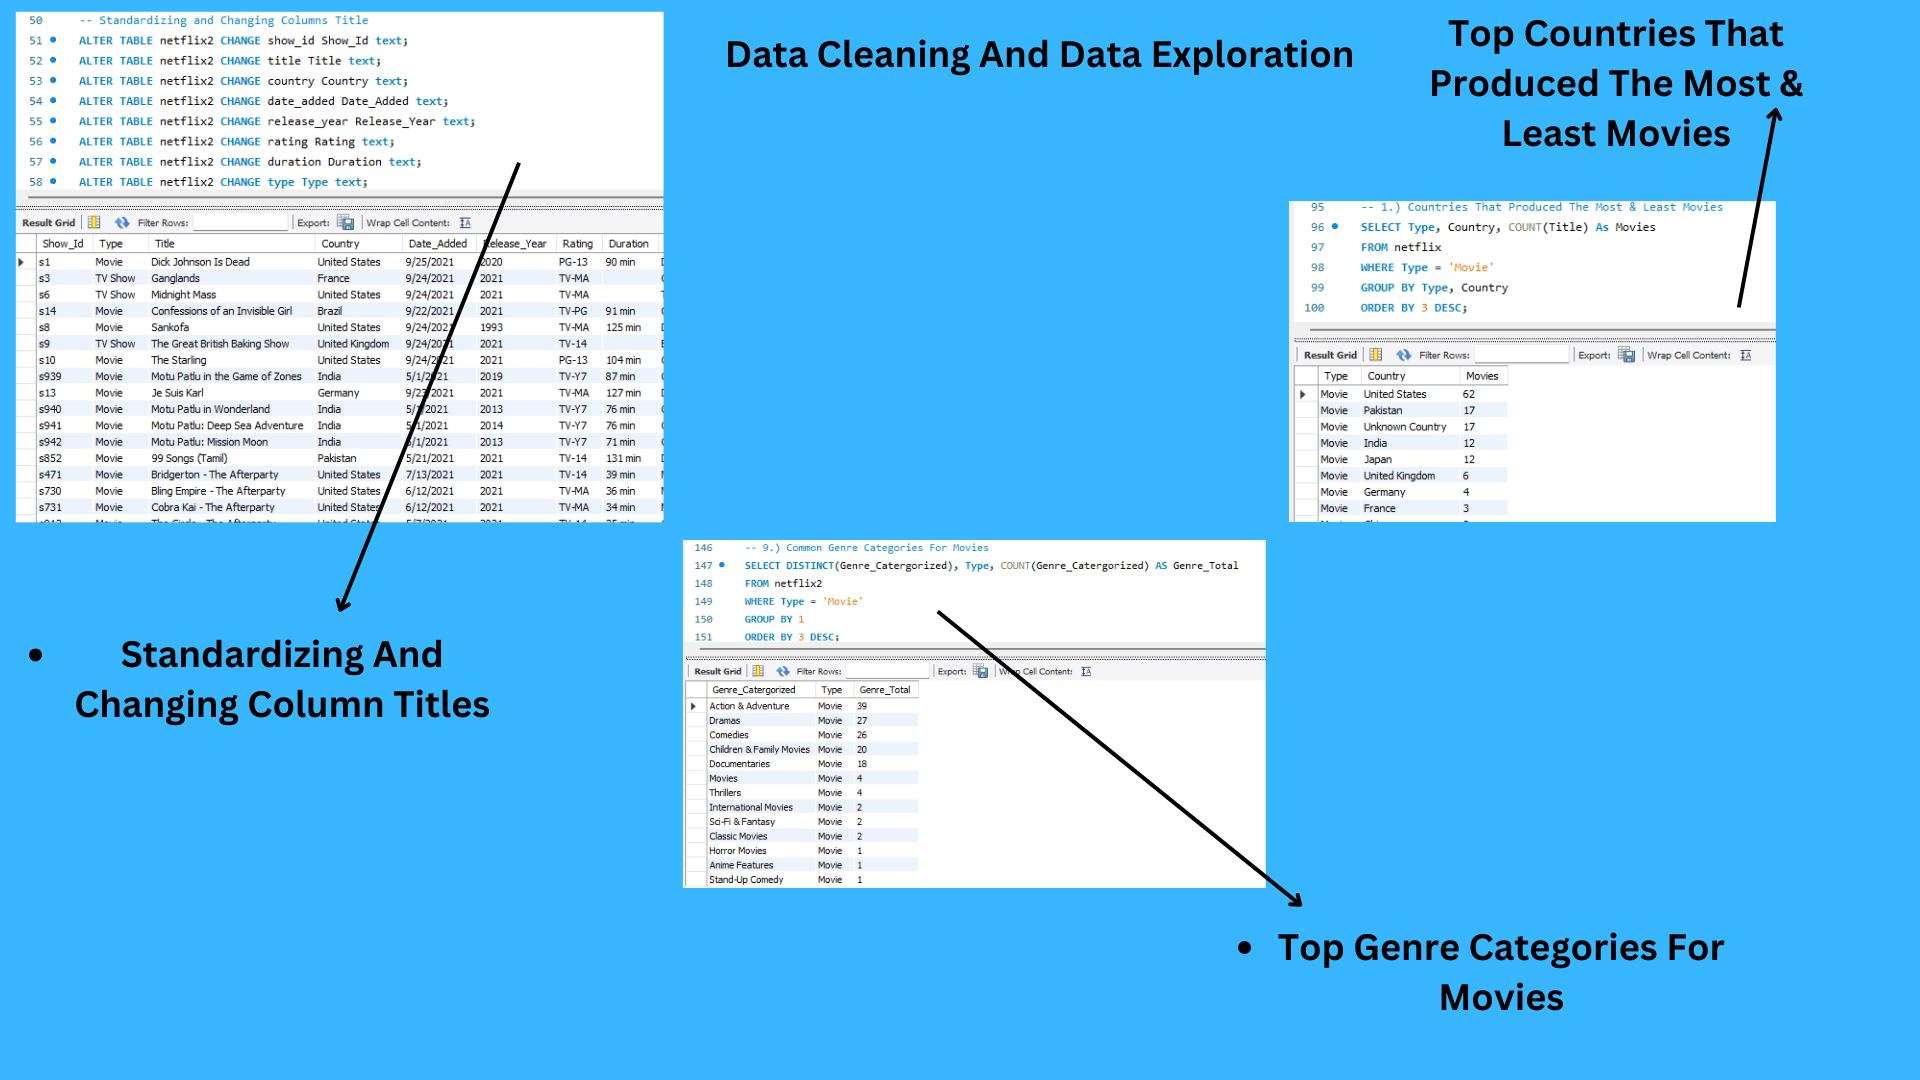 50 -- Standardizing and Changing Columns Title
51 ALTER TABLE netflix2 CHANGE show_id Show_Id text;
52 ALTER TABLE netflix2 CHANGE title Title text;
53 ALTER TABLE netflix2 CHANGE country Country text;
54 ALTER TABLE netflix2 CHANGE date_added Date_Added text;
55 ALTER TABLE netflix2 CHANGE release_year Release_Year text;
56 ALTER TABLE netflix2 CHANGE rating Rating text;
57 ALTER TABLE netflix2 CHANGE duration Duration text;
58 ALTER TABLE netflix2 CHANGE type Type text;
Result Grid Filter Rows: Export: Wrap Cell Content:
Show_Id Type Title Country Date_Added Release_Year Rating Duration
s1 Movie Dick Johnson Is Dead United States 9/25/2021 2020 PG-13 90 min
s3 TV Show Ganglands France 9/24/2021 2021 TV-MA
s6 TV Show Midnight Mass United States 9/24/2021 2021 TV-MA
s14 Movie Confessions of an Invisible Girl Brazil 9/22/2021 2021 TV-PG 91 min
s8 Movie Sankofa United States 9/24/2021 1993 TV-MA 125 min
s9 TV Show The Great British Baking Show United Kingdom 9/24/2021 2021 TV-14
s10 Movie The Starling United States 9/24/2021 2021 PG-13 104 min
s939 Movie Motu Patlu in the Game of Zones India 5/1/2021 2019 TV-Y7 87 min
s13 Movie Je Suis Karl Germany 9/23/2021 2021 TV-MA 127 min
s940 Movie Motu Patlu in Wonderland India 5/1/2021 2013 TV-Y7 76 min
s941 Movie Motu Patlu: Deep Sea Adventure India 5/1/2021 2014 TV-Y7 76 min
s942 Movie Motu Patlu: Mission Moon India 5/1/2021 2013 TV-Y7 71 min
s852 Movie 99 Songs (Tamil) Pakistan 5/21/2021 2021 TV-14 131 min
s471 Movie Bridgerton - The Afterparty United States 7/13/2021 2021 TV-14 39 min
s730 Movie Bling Empire - The Afterparty United States 6/12/2021 2021 TV-MA 36 min
s731 Movie Cobra Kai - The Afterparty United States 6/12/2021 2021 TV-MA 34 min
Data Cleaning And Data Exploration
Top Countries That
Produced The Most &
Least Movies
95 -- 1.) Countries That Produced The Most & Least Movies
96 SELECT Type, Country, COUNT(Title) As Movies
97 FROM netflix
98 WHERE Type = 'Movie'
99 GROUP BY Type, Country
100 ORDER BY 3 DESC;
Result Grid Filter Rows: Export: Wrap Cell Content:
Type Country Movies
Movie United States 62
Movie Pakistan 17
Movie Unknown Country 17
Movie India 12
Movie Japan 12
Movie United Kingdom 6
Movie Germany 4
Movie France 3
• Standardizing And
Changing Column Titles
146 -- 9.) Common Genre Categories For Movies
147 SELECT DISTINCT(Genre_Catergorized), Type, COUNT(Genre_Catergorized) AS Genre_Total
148 FROM netflix2
149 WHERE Type = 'Movie'
150 GROUP BY 1
151 ORDER BY 3 DESC;
Result Grid Filter Rows: Export: Wrap Cell Content:
Genre_Catergorized Type Genre_Total
Action & Adventure Movie 39
Dramas Movie 27
Comedies Movie 26
Children & Family Movies Movie 20
Documentaries Movie 18
Movies Movie 4
Thrillers Movie 4
International Movies Movie 2
Sci-Fi & Fantasy Movie 2
Classic Movies Movie 2
Horror Movies Movie 1
Anime Features Movie 1
Stand-Up Comedy Movie 1
• Top Genre Categories For
Movies